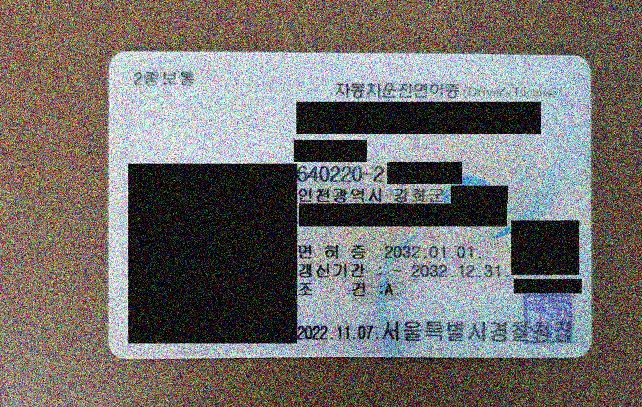 2종보통
자동차운전면허증 (Driver's License)
640220-2
인천광역시 강화군
면 허 증 2032.01.01.
갱신기간 : ~ 2032.12.31.
조 건 :A
2022.11.07. 서울특별시경찰청장